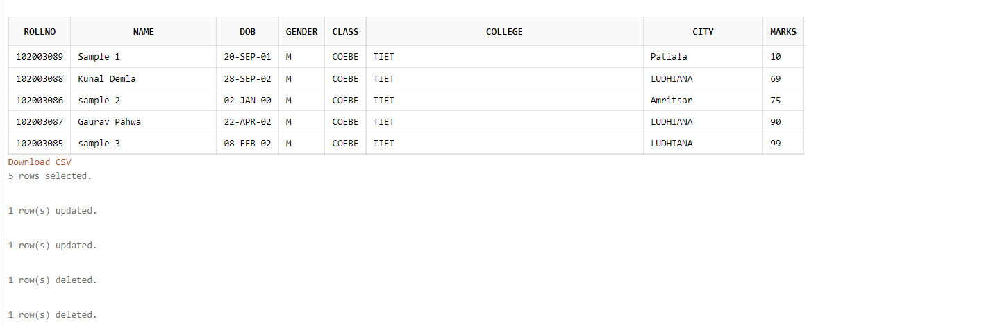 ROLLNO NAME DOB GENDER CLASS COLLEGE CITY MARKS
102003089 Sample 1 20-SEP-01 M COEBE TIET Patiala 10
102003088 Kunal Demla 28-SEP-02 M COEBE TIET LUDHIANA 69
102003086 sample 2 02-JAN-00 M COEBE TIET Amritsar 75
102003087 Gaurav Pahwa 22-APR-02 M COEBE TIET LUDHIANA 90
102003085 sample 3 08-FEB-02 M COEBE TIET LUDHIANA 99
Download CSV
5 rows selected.
1 row(s) updated.
1 row(s) updated.
1 row(s) deleted.
1 row(s) deleted.